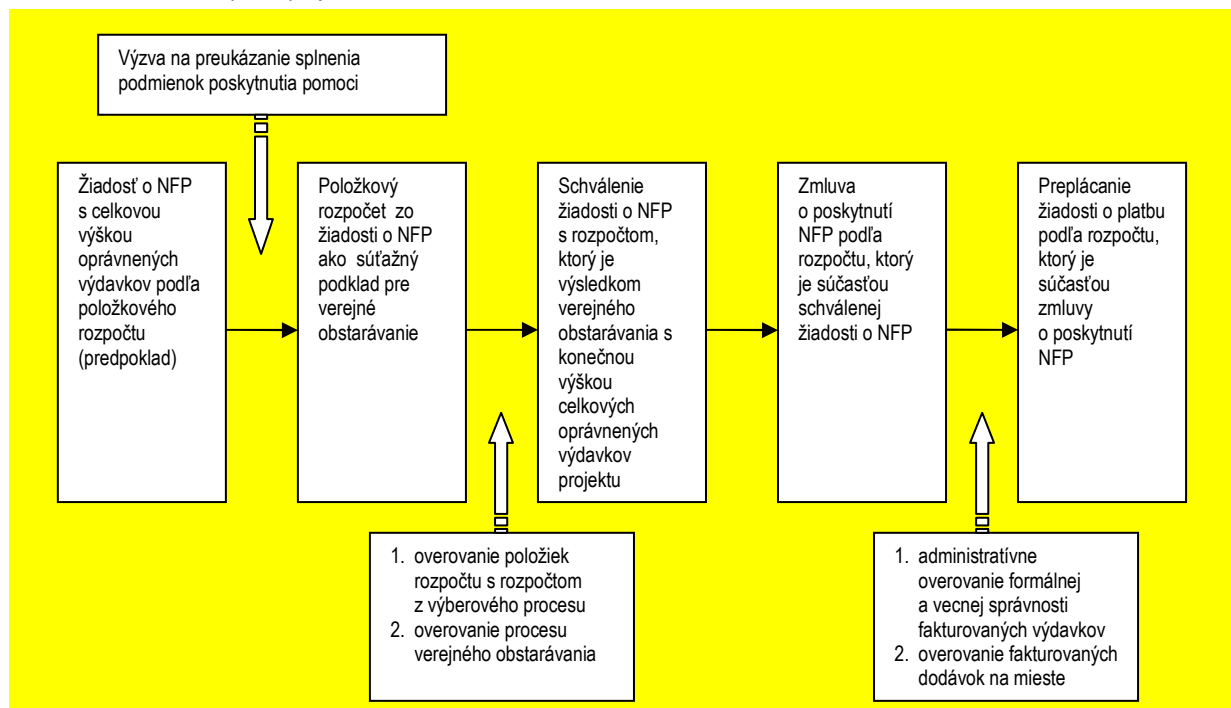 Výzva na preukázanie splnenia
podmienok poskytnutia pomoci
Žiadosť o NFP
s celkovou
výškou
oprávnených
výdavkov podľa
položkového
rozpočtu
(predpoklad)
Položkový
rozpočet zo
žiadosti o NFP
ako súťažný
podklad pre
verejné
obstarávanie
Schválenie
žiadosti o NFP
s rozpočtom,
ktorý je
výsledkom
verejného
obstarávania s
konečnou
výškou
celkových
oprávnených
výdavkov
projektu
Zmluva
o poskytnutí
NFP podľa
rozpočtu, ktorý
je súčasťou
schválenej
žiadosti o NFP
Preplácanie
žiadosti o platbu
podľa rozpočtu,
ktorý je
súčasťou
zmluvy
o poskytnutí
NFP
1. overovanie položiek
rozpočtu s rozpočtom
z výberového procesu
2. overovanie procesu
verejného obstarávania
1. administratívne
overovanie formálnej
a vecnej správnosti
fakturovaných výdavkov
2. overovanie fakturovaných
dodávok na mieste